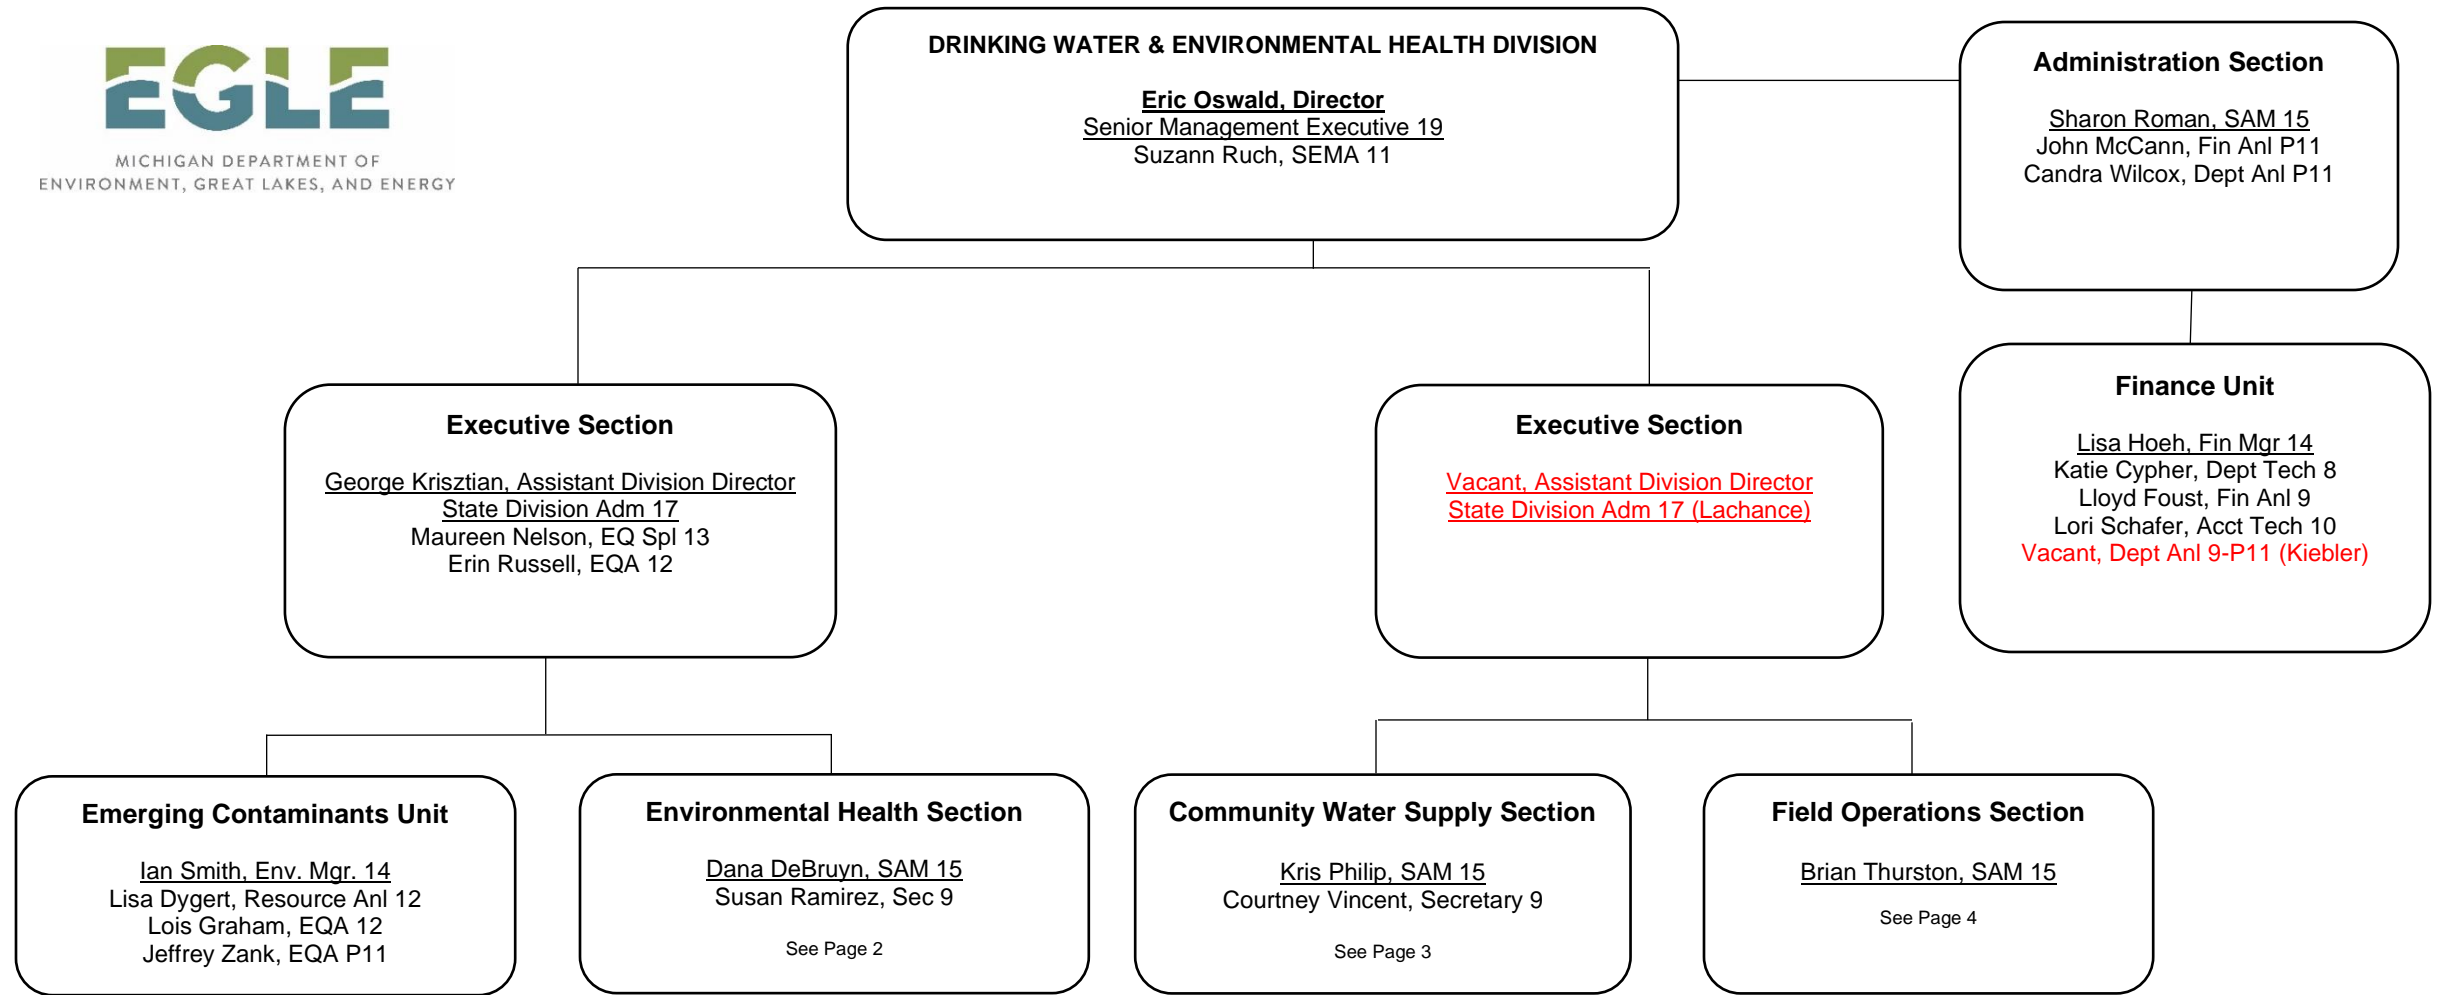 EGLE
MICHIGAN DEPARTMENT OF
ENVIRONMENT, GREAT LAKES, AND ENERGY
DRINKING WATER & ENVIRONMENTAL HEALTH DIVISION
Eric Oswald, Director
Senior Management Executive 19
Suzann Ruch, SEMA 11
Administration Section
Sharon Roman, SAM 15
John McCann, Fin Anl P11
Candra Wilcox, Dept Anl P11
Finance Unit
Lisa Hoeh, Fin Mgr 14
Katie Cypher, Dept Tech 8
Lloyd Foust, Fin Anl 9
Lori Schafer, Acct Tech 10
Vacant, Dept Anl 9-P11 (Kiebler)
Executive Section
George Krisztian, Assistant Division Director
State Division Adm 17
Maureen Nelson, EQ Spl 13
Erin Russell, EQA 12
Executive Section
Vacant, Assistant Division Director
State Division Adm 17 (Lachance)
Emerging Contaminants Unit
Ian Smith, Env. Mgr. 14
Lisa Dygert, Resource Anl 12
Lois Graham, EQA 12
Jeffrey Zank, EQA P11
Environmental Health Section
Dana DeBruyn, SAM 15
Susan Ramirez, Sec 9
See Page 2
Community Water Supply Section
Kris Philip, SAM 15
Courtney Vincent, Secretary 9
See Page 3
Field Operations Section
Brian Thurston, SAM 15
See Page 4